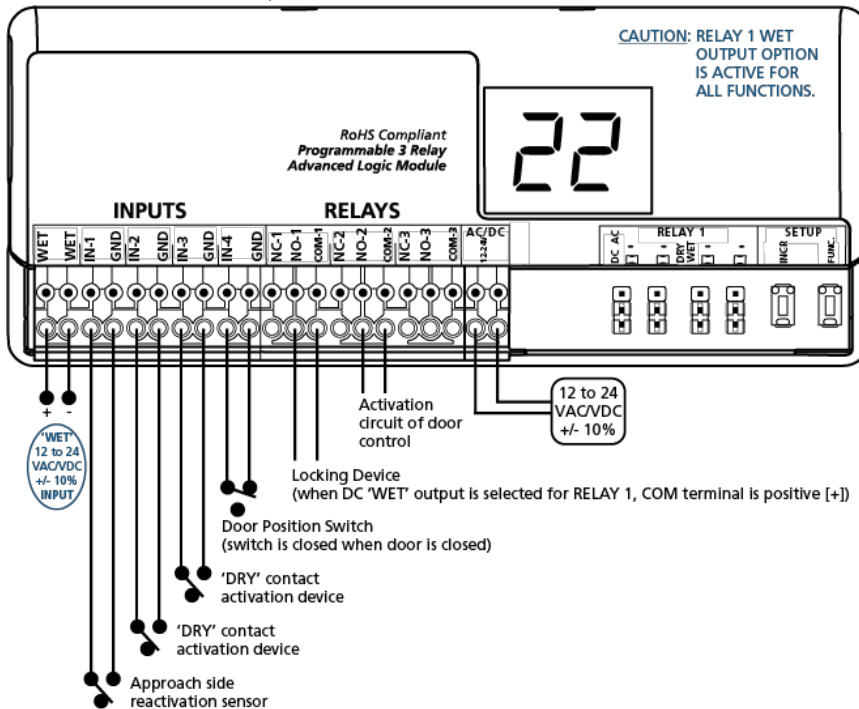 CAUTION: RELAY 1 WET
OUTPUT OPTION
IS ACTIVE FOR
ALL FUNCTIONS.
22
RoHS Compliant
Programmable 3 Relay
Advanced Logic Module
INPUTS
RELAYS
WET
WET
IN-1
GND
IN-2
GND
IN-3
GND
IN-4
GND
NC-1
NO-1
COM-1
NC-2
NO-2
COM-2
NC-3
NO-3
COM-3
AC/DC
12-24V
RELAY 1
DC AC
DRY
WET
SETUP
INCR
FUNC.
+ -
'WET'
12 to 24
VAC/VDC
+/- 10%
INPUT
Activation
circuit of door
control
12 to 24
VAC/VDC
+/- 10%
Locking Device
(when DC 'WET' output is selected for RELAY 1, COM terminal is positive [+])
Door Position Switch
(switch is closed when door is closed)
'DRY' contact
activation device
'DRY' contact
activation device
Approach side
reactivation sensor